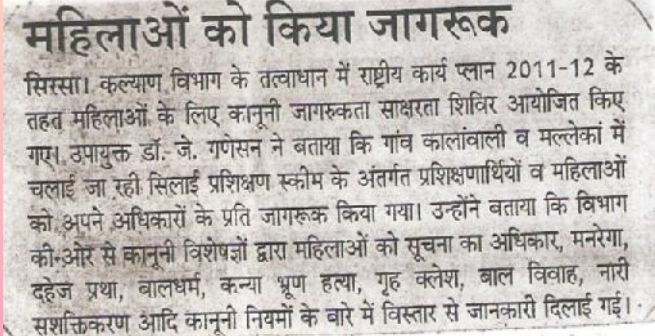 महिलाओं को किया जागरूक
सिरसा। कल्याण विभाग के तत्वाधान में राष्ट्रीय कार्य प्लान 2011-12 के
तहत महिलाओं के लिए कानूनी जागरुकता साक्षरता शिविर आयोजित किए
गए। उपायुक्त डॉ. जे. गणेसन ने बताया कि गांव कालांवाली व मल्लेकां में
चलाई जा रही सिलाई प्रशिक्षण स्कीम के अंतर्गत प्रशिक्षणार्थियों व महिलाओं
को अपने अधिकारों के प्रति जागरूक किया गया। उन्होंने बताया कि विभाग
की ओर से कानूनी विशेषज्ञों द्वारा महिलाओं को सूचना का अधिकार, मनरेगा,
दहेज प्रथा, बालधर्म, कन्या भ्रूण हत्या, गृह क्लेश, बाल विवाह, नारी
सशक्तिकरण आदि कानूनी नियमों के बारे में विस्तार से जानकारी दिलाई गई।